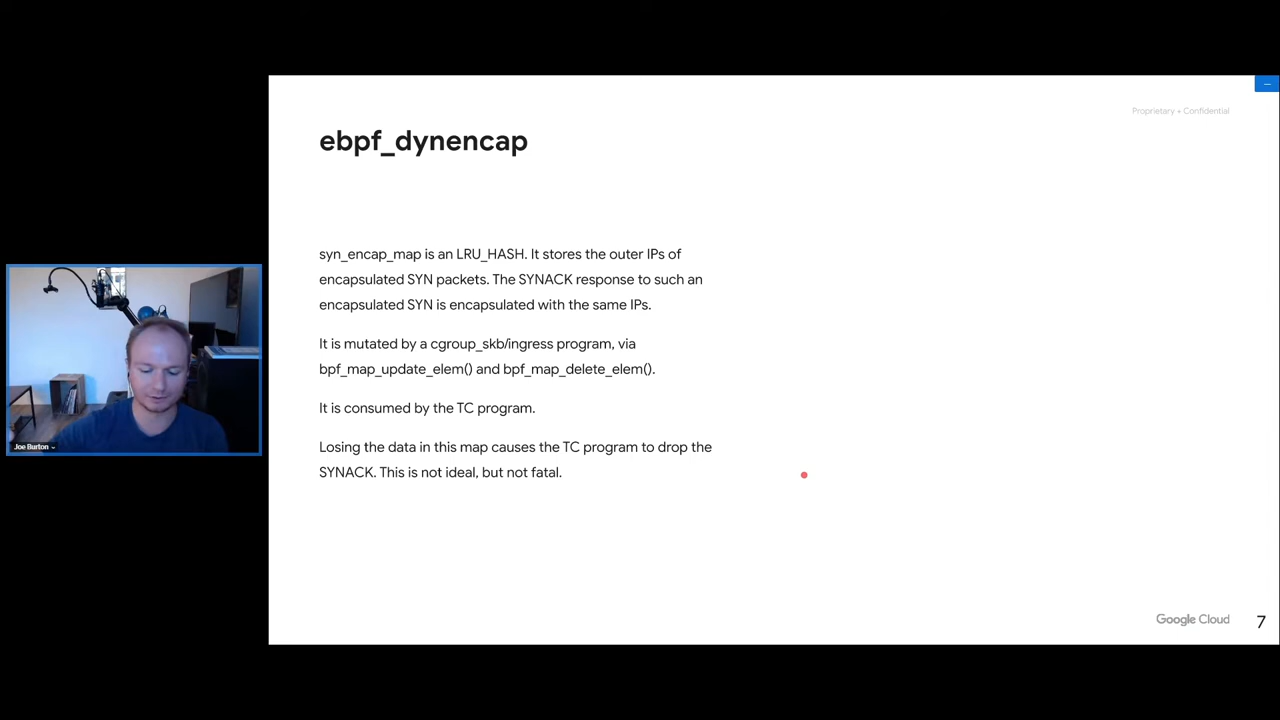 Proprietary + Confidential
ebpf_dynencap
syn_encap_map is an LRU_HASH. It stores the outer IPs of
encapsulated SYN packets. The SYNACK response to such an
encapsulated SYN is encapsulated with the same IPs.
It is mutated by a cgroup_skb/ingress program, via
bpf_map_update_elem() and bpf_map_delete_elem().
It is consumed by the TC program.
Losing the data in this map causes the TC program to drop the
SYNACK. This is not ideal, but not fatal.
Joe Burton
Google Cloud
7